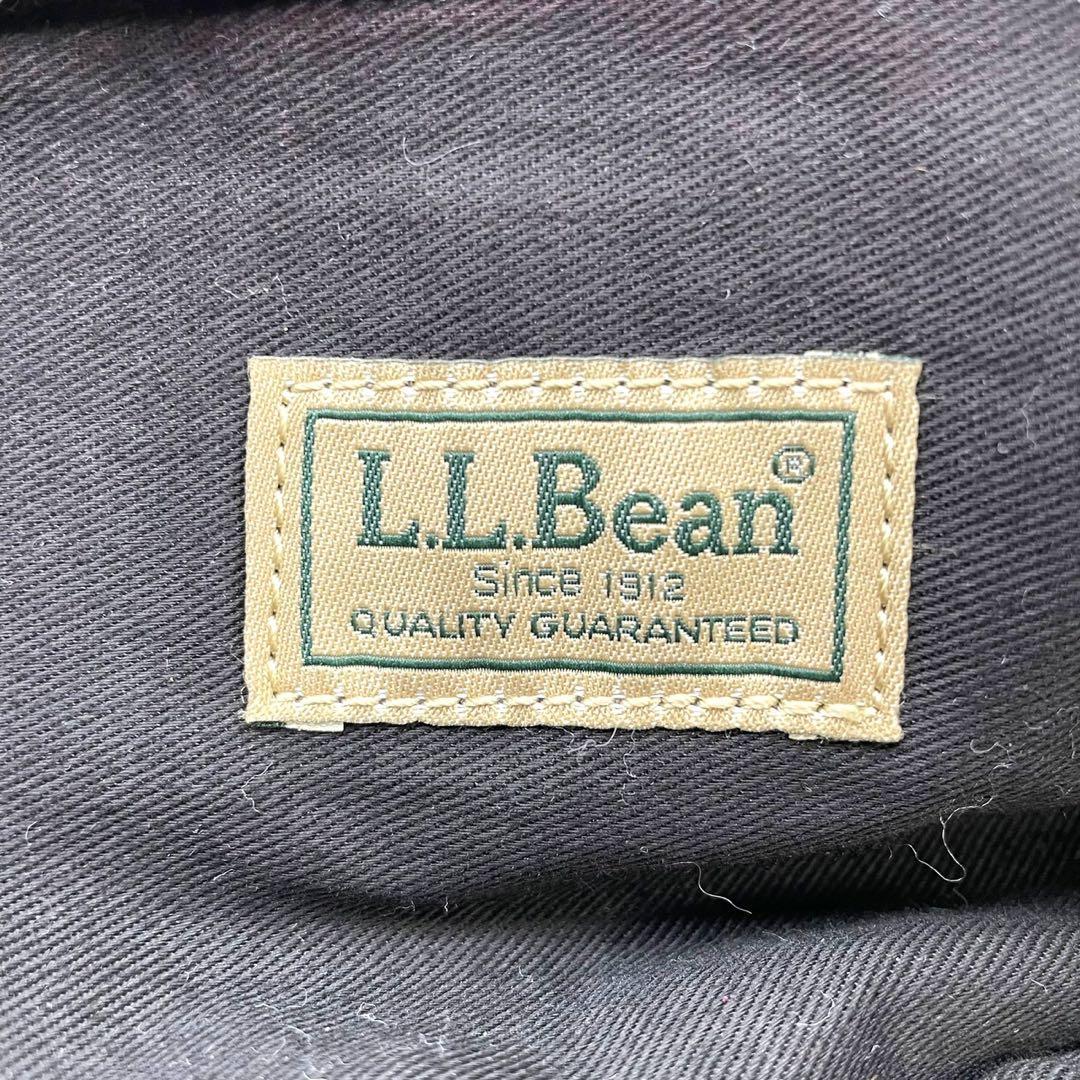 L.L.Bean®
Since 1912
QUALITY GUARANTEED